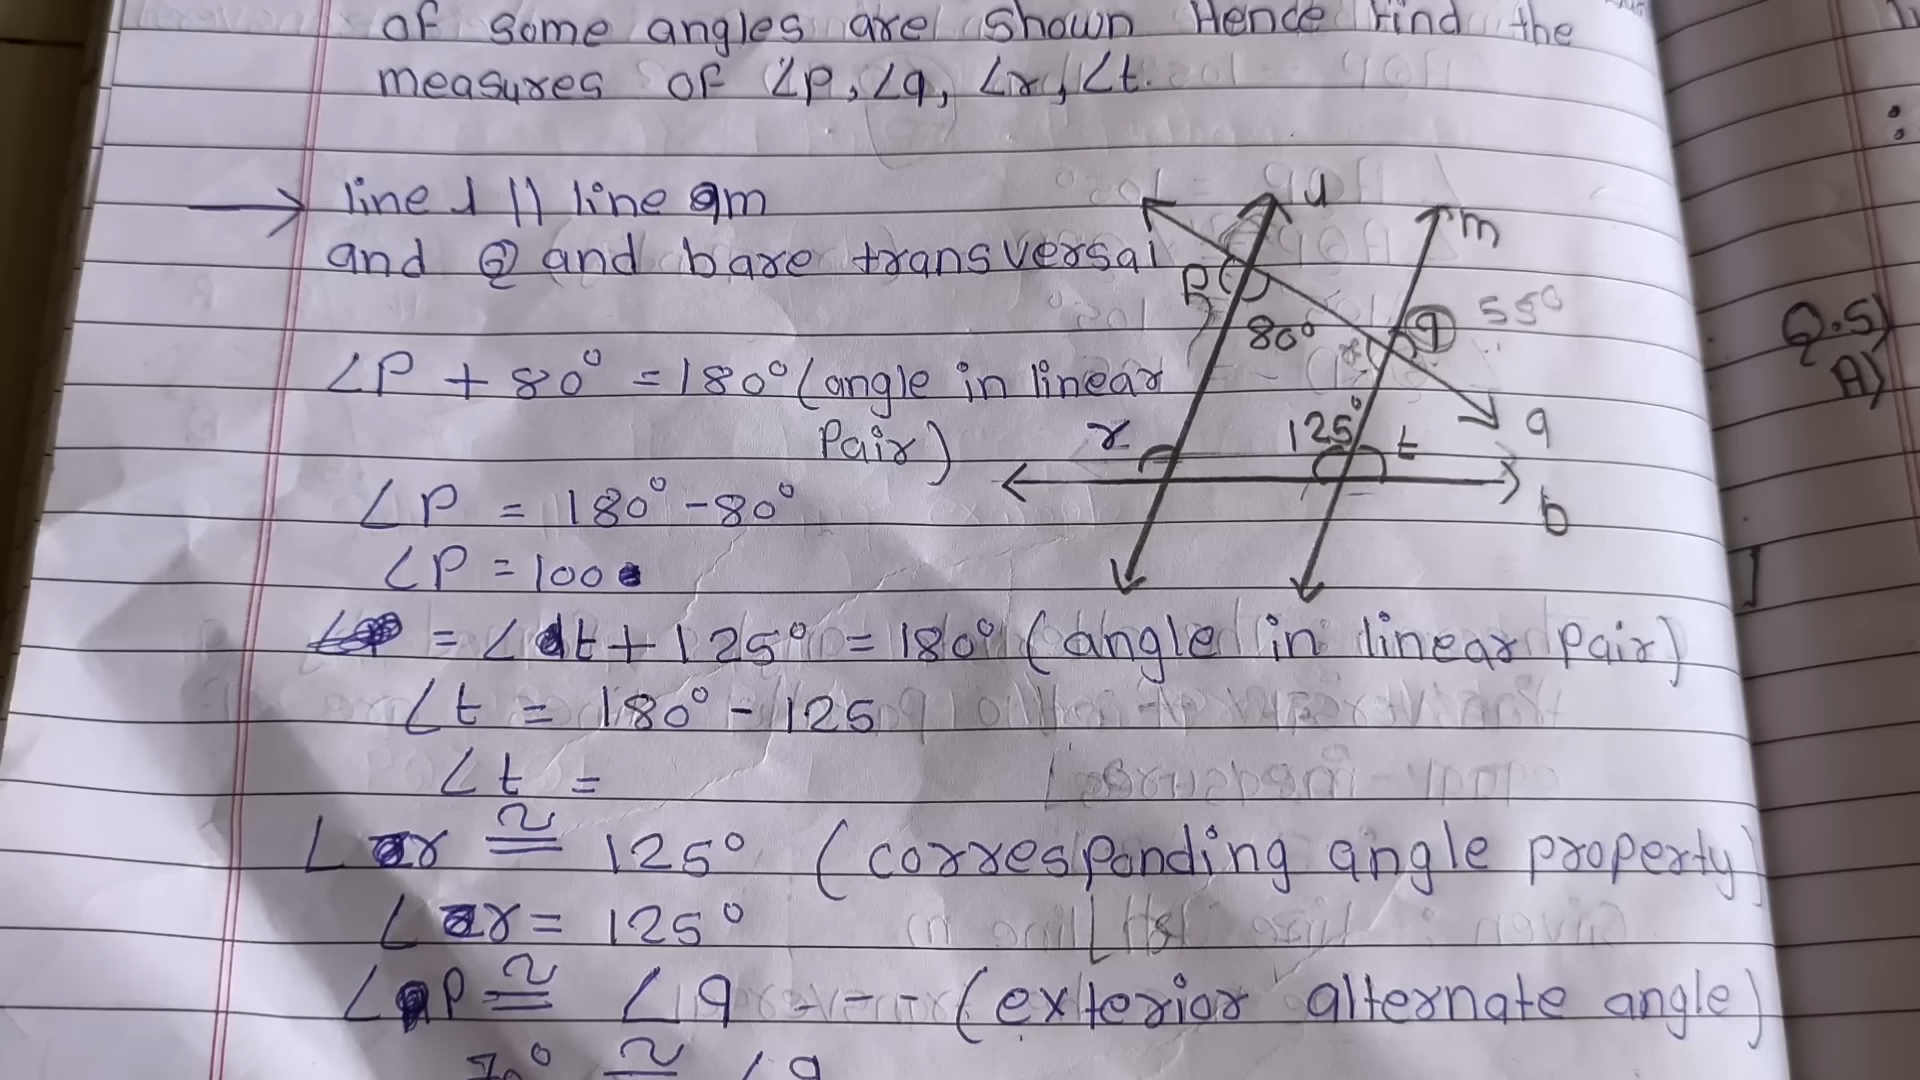 of some angles are shown Hence find the
measures of ∠p, ∠q, ∠r, ∠t.
line l || line m
and a and b are transversal
∠P + 80° = 180° (angle in linear
Pair)
∠P = 180° - 80°
∠P = 100
= ∠t + 125° = 180° (angle in linear pair)
∠t = 180° - 125
∠t =
∠r ≅ 125° (corresponding angle property)
∠r = 125°
∠P ≅ ∠q (exterior alternate angle)
≅ ∠q
m
P
80°
q
55°
x
r
125°
t
q
b
Q.5)
A)